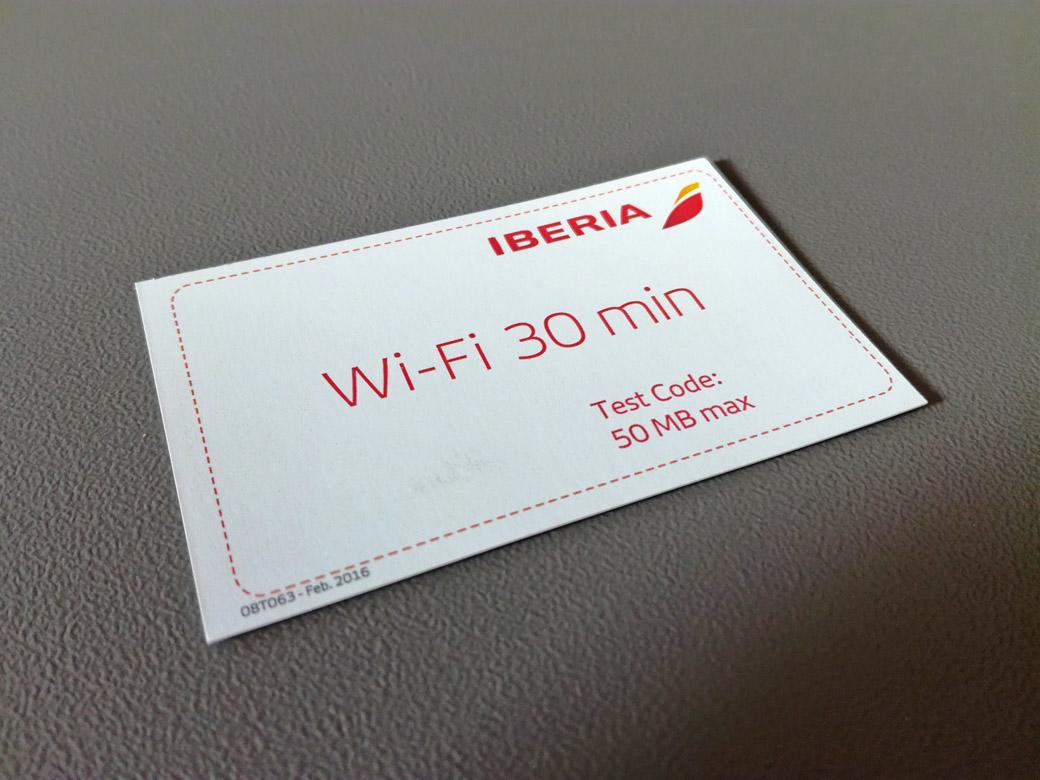 IBERIA
Wi-Fi 30 min
Test Code:
50 MB max
08T063 - Feb. 2016